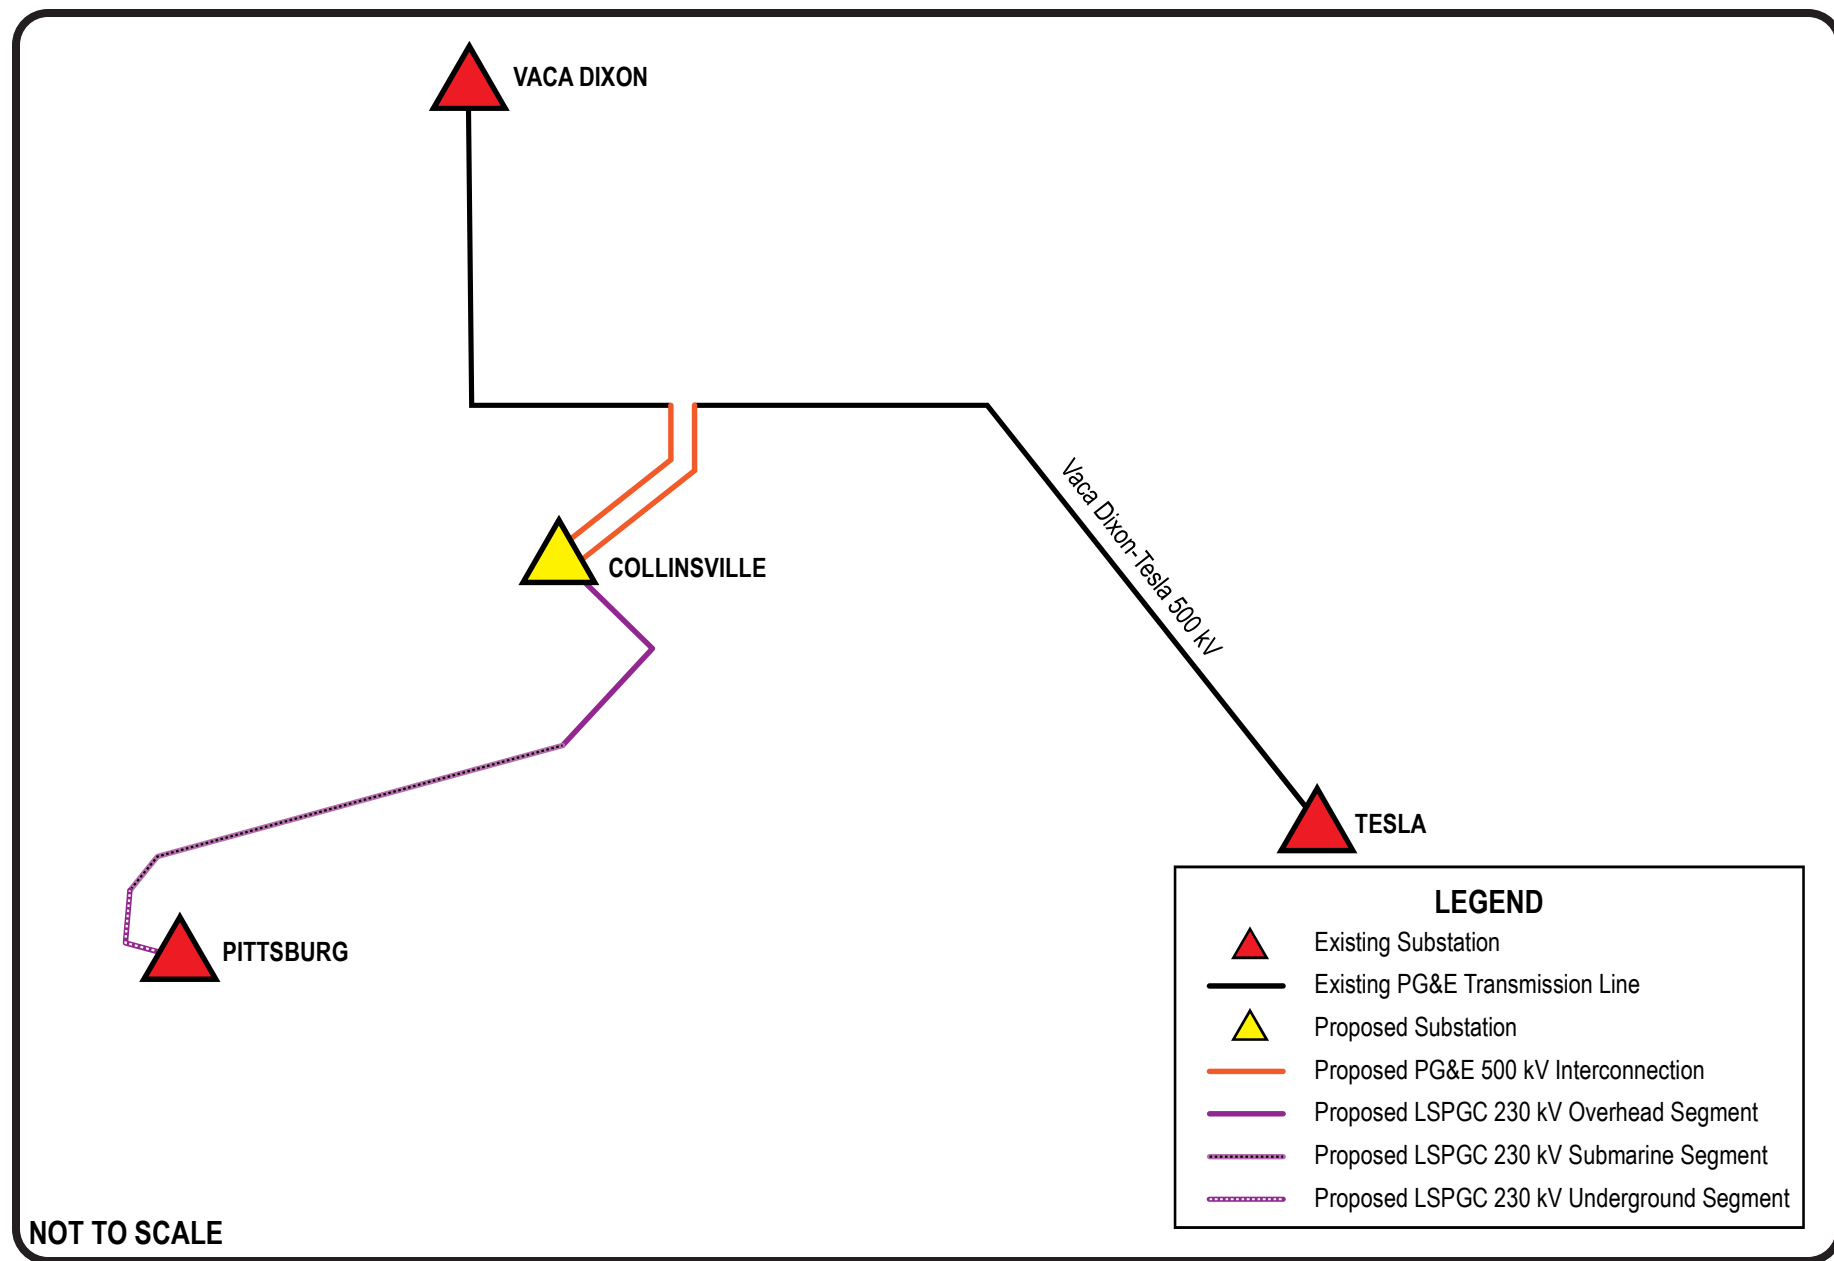 VACA DIXON
Vaca Dixon-Tesla 500 kV
COLLINSVILLE
TESLA
PITTSBURG
LEGEND
Existing Substation
Existing PG&E Transmission Line
Proposed Substation
Proposed PG&E 500 kV Interconnection
Proposed LSPGC 230 kV Overhead Segment
Proposed LSPGC 230 kV Submarine Segment
Proposed LSPGC 230 kV Underground Segment
NOT TO SCALE